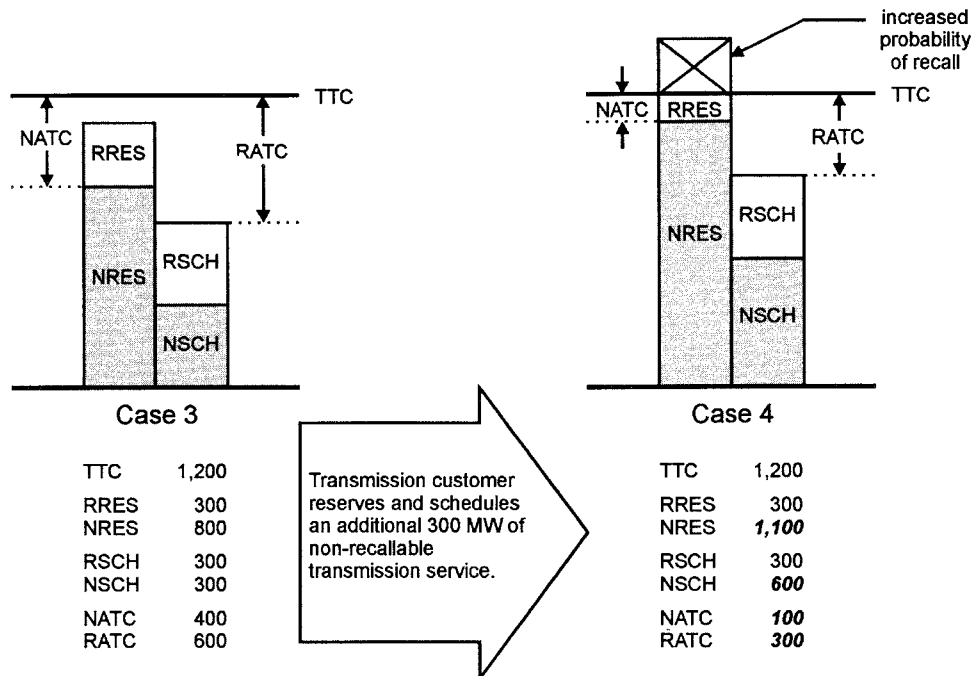 increased
probability
of recall
TTC
NATC
RRES
RATC
NRES
RSCH
NSCH
Case 3
TTC
NATC
RRES
RATC
NRES
RSCH
NSCH
Case 4
TTC 1,200
RRES 300
NRES 800
RSCH 300
NSCH 300
NATC 400
RATC 600
Transmission customer
reserves and schedules
an additional 300 MW of
non-recallable
transmission service.
TTC 1,200
RRES 300
NRES 1,100
RSCH 300
NSCH 600
NATC 100
RATC 300